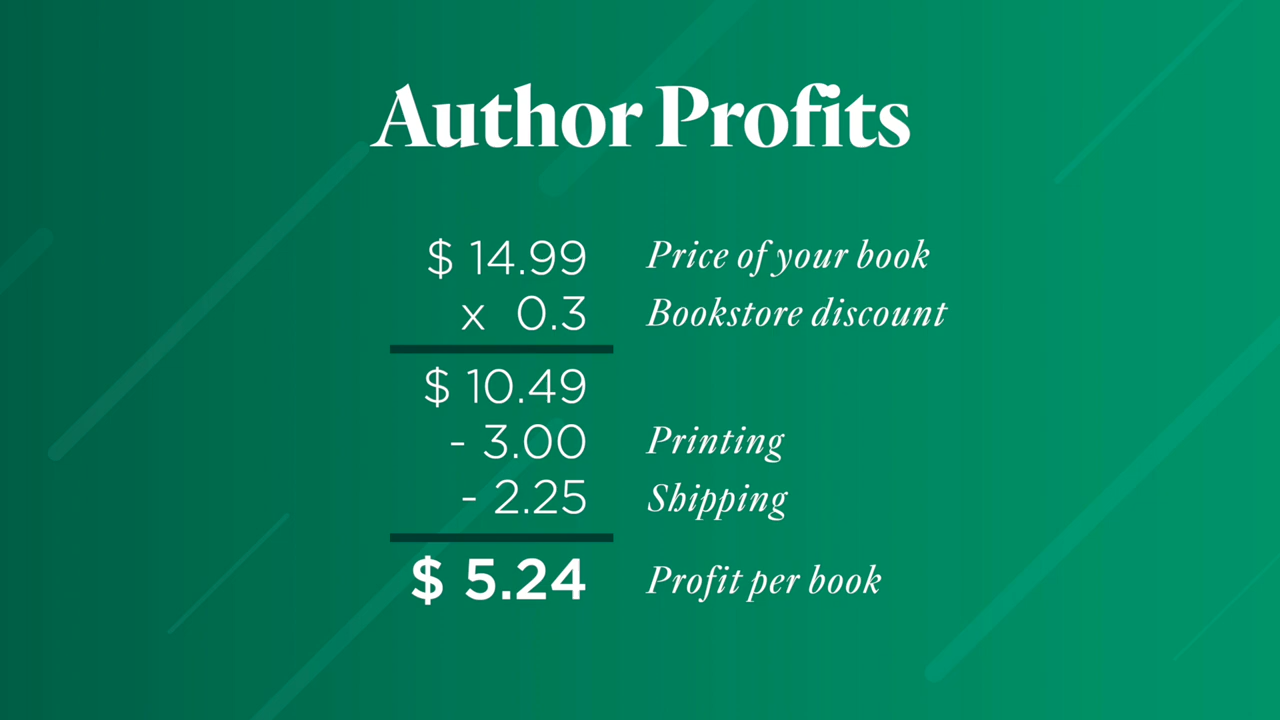 Author Profits
$ 14.99 Price of your book
x 0.3 Bookstore discount
$ 10.49
- 3.00 Printing
- 2.25 Shipping
$ 5.24 Profit per book